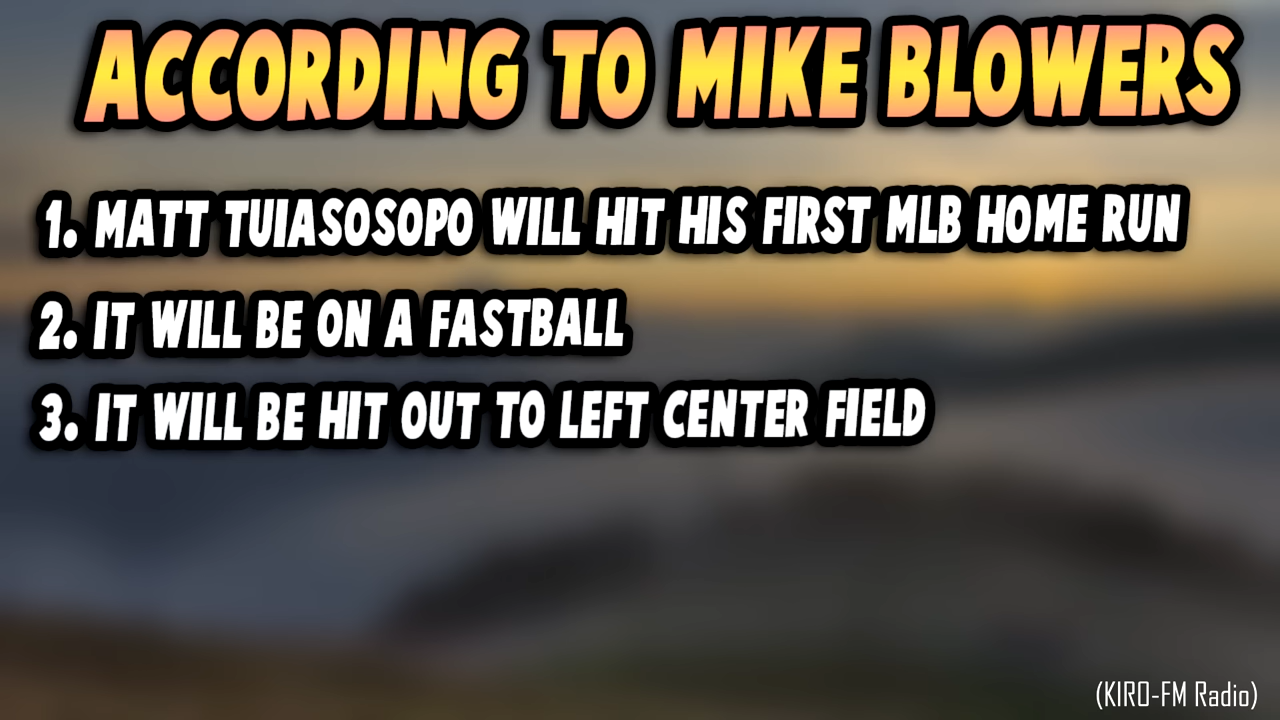 ACCORDING TO MIKE BLOWERS
1. MATT TUIASOSOPO WILL HIT HIS FIRST MLB HOME RUN
2. IT WILL BE ON A FASTBALL
3. IT WILL BE HIT OUT TO LEFT CENTER FIELD
(KIRO-FM Radio)